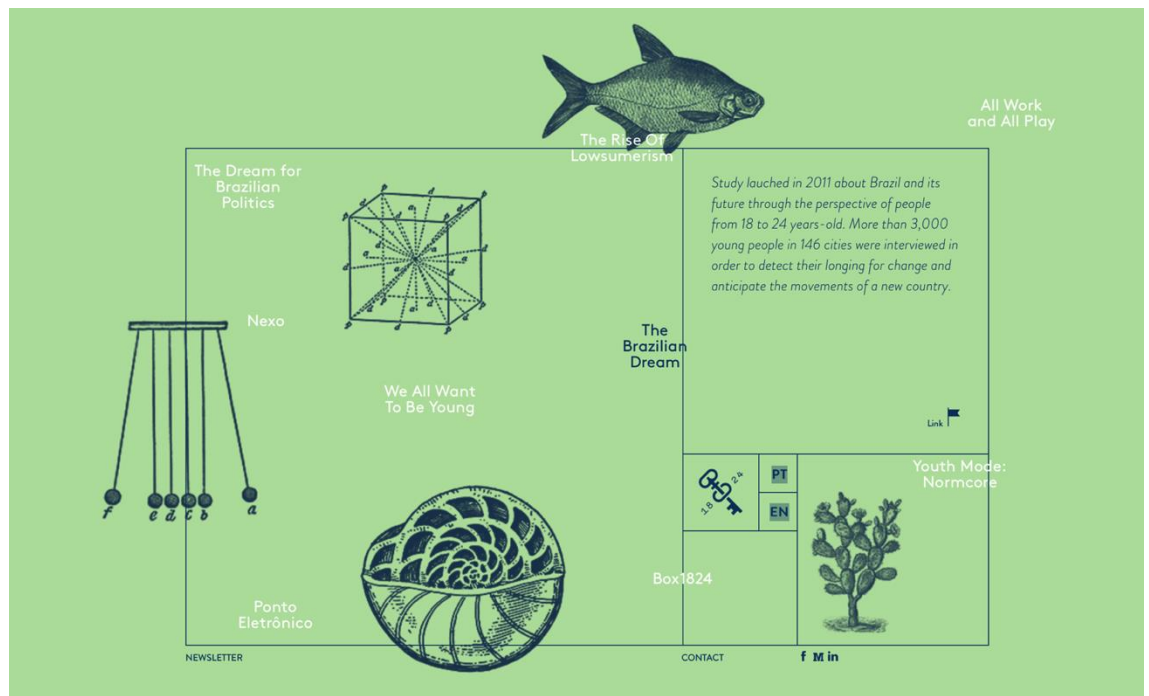 All Work
and All Play
The Rise Of
Lowsumerism
The Dream for
Brazilian
Politics
Study lauched in 2011 about Brazil and its
future through the perspective of people
from 18 to 24 years-old. More than 3,000
young people in 146 cities were interviewed in
order to detect their longing for change and
anticipate the movements of a new country.
Nexo
The
Brazilian
Dream
We All Want
To Be Young
Link
Youth Mode:
Normcore
18 24
PT
EN
f e d c b a
Box1824
Ponto
Eletrônico
NEWSLETTER
CONTACT
f M in